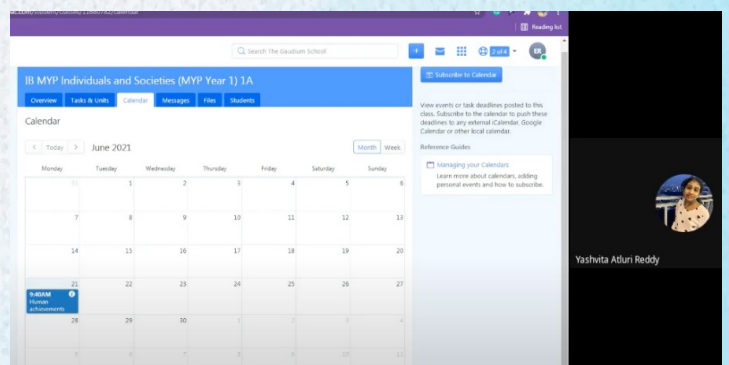 Reading list
Search The Gaudium School
2 of 4
ER
IB MYP Individuals and Societies (MYP Year 1) 1A
Overview Tasks & Units Calendar Messages Files Students
Calendar
< Today > June 2021 Month Week
Monday Tuesday Wednesday Thursday Friday Saturday Sunday
31 1 2 3 4 5 6
7 8 9 10 11 12 13
14 15 16 17 18 19 20
21 22 23 24 25 26 27
9:40AM
Human
achievements
28 29 30 1 2 3 4
5 6 7 8 9 10 11
Subscribe to Calendar
View events or task deadlines posted to this
class. Subscribe to the calendar to push these
deadlines to any external iCalendar, Google
Calendar or other local calendar.
Reference Guides
Managing your Calendars
Learn more about calendars, adding
personal events and how to subscribe.
Yashvita Atluri Reddy